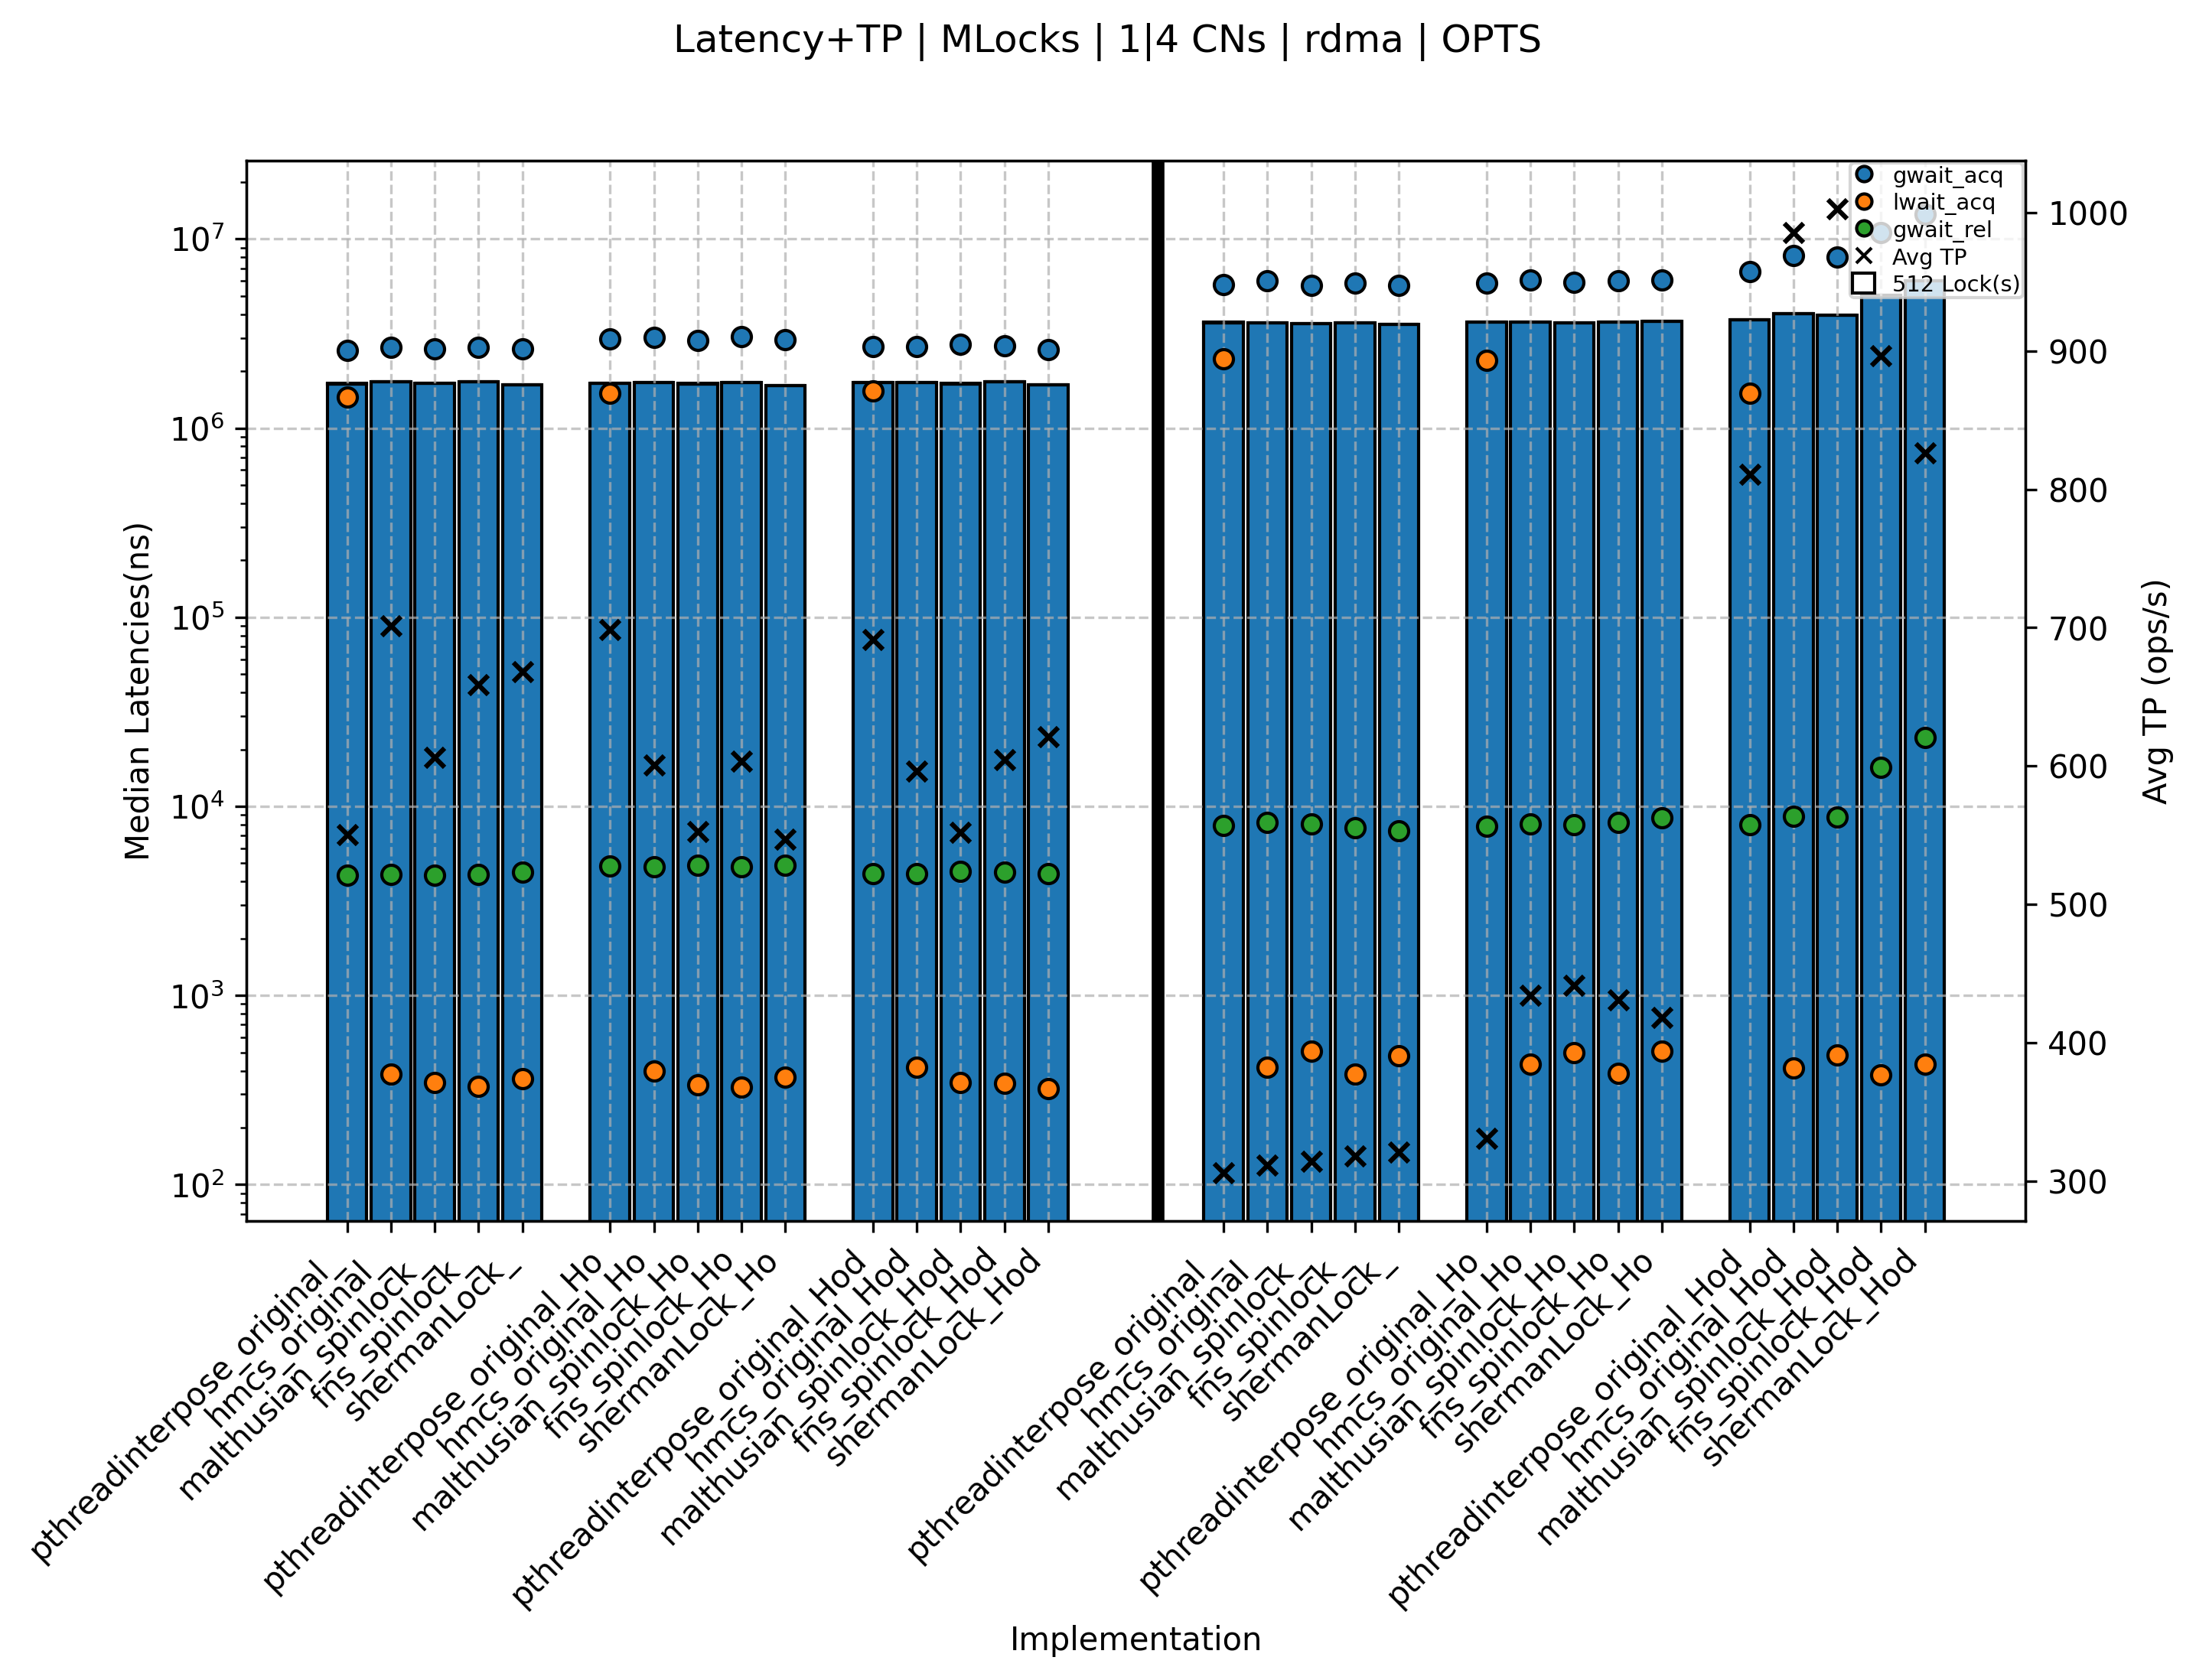 Latency+TP | MLocks | 1|4 CNs | rdma | OPTS
gwait_acq
lwait_acq
gwait_rel
Avg TP
512 Lock(s)
Median Latencies(ns)
10^7
10^6
10^5
10^4
10^3
10^2
1000
900
800
700
600
500
400
300
Avg TP (ops/s)
pthreadinterpose_original_
hmcs_original_
malthusian_spinlock_
fns_spinlock_
shermanLock_
pthreadinterpose_original_Ho
hmcs_original_Ho
malthusian_spinlock_Ho
fns_spinlock_Ho
shermanLock_Ho
pthreadinterpose_original_Hod
hmcs_original_Hod
malthusian_spinlock_Hod
fns_spinlock_Hod
shermanLock_Hod
pthreadinterpose_original_
hmcs_original_
malthusian_spinlock_
fns_spinlock_
shermanLock_
pthreadinterpose_original_Ho
hmcs_original_Ho
malthusian_spinlock_Ho
fns_spinlock_Ho
shermanLock_Ho
pthreadinterpose_original_Hod
hmcs_original_Hod
malthusian_spinlock_Hod
fns_spinlock_Hod
shermanLock_Hod
Implementation